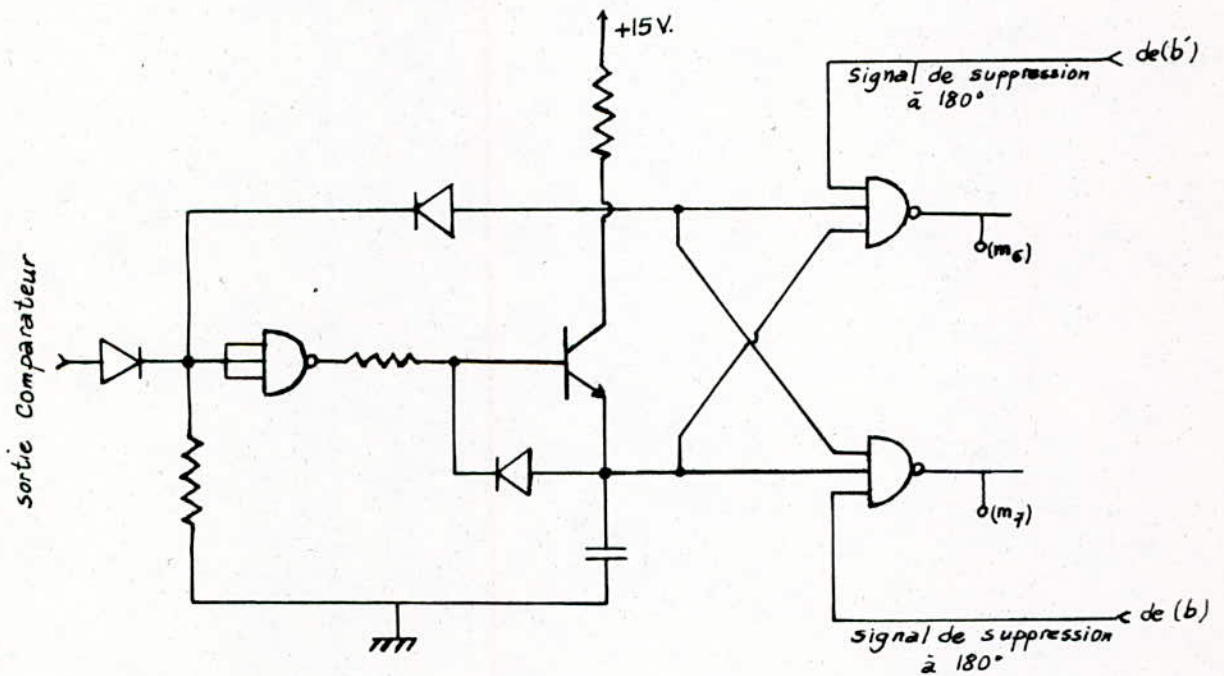 +15V.
de(b')
Signal de suppression
à 180°
(m6)
sortie Comparateur
(m7)
de (b)
signal de suppression
à 180°